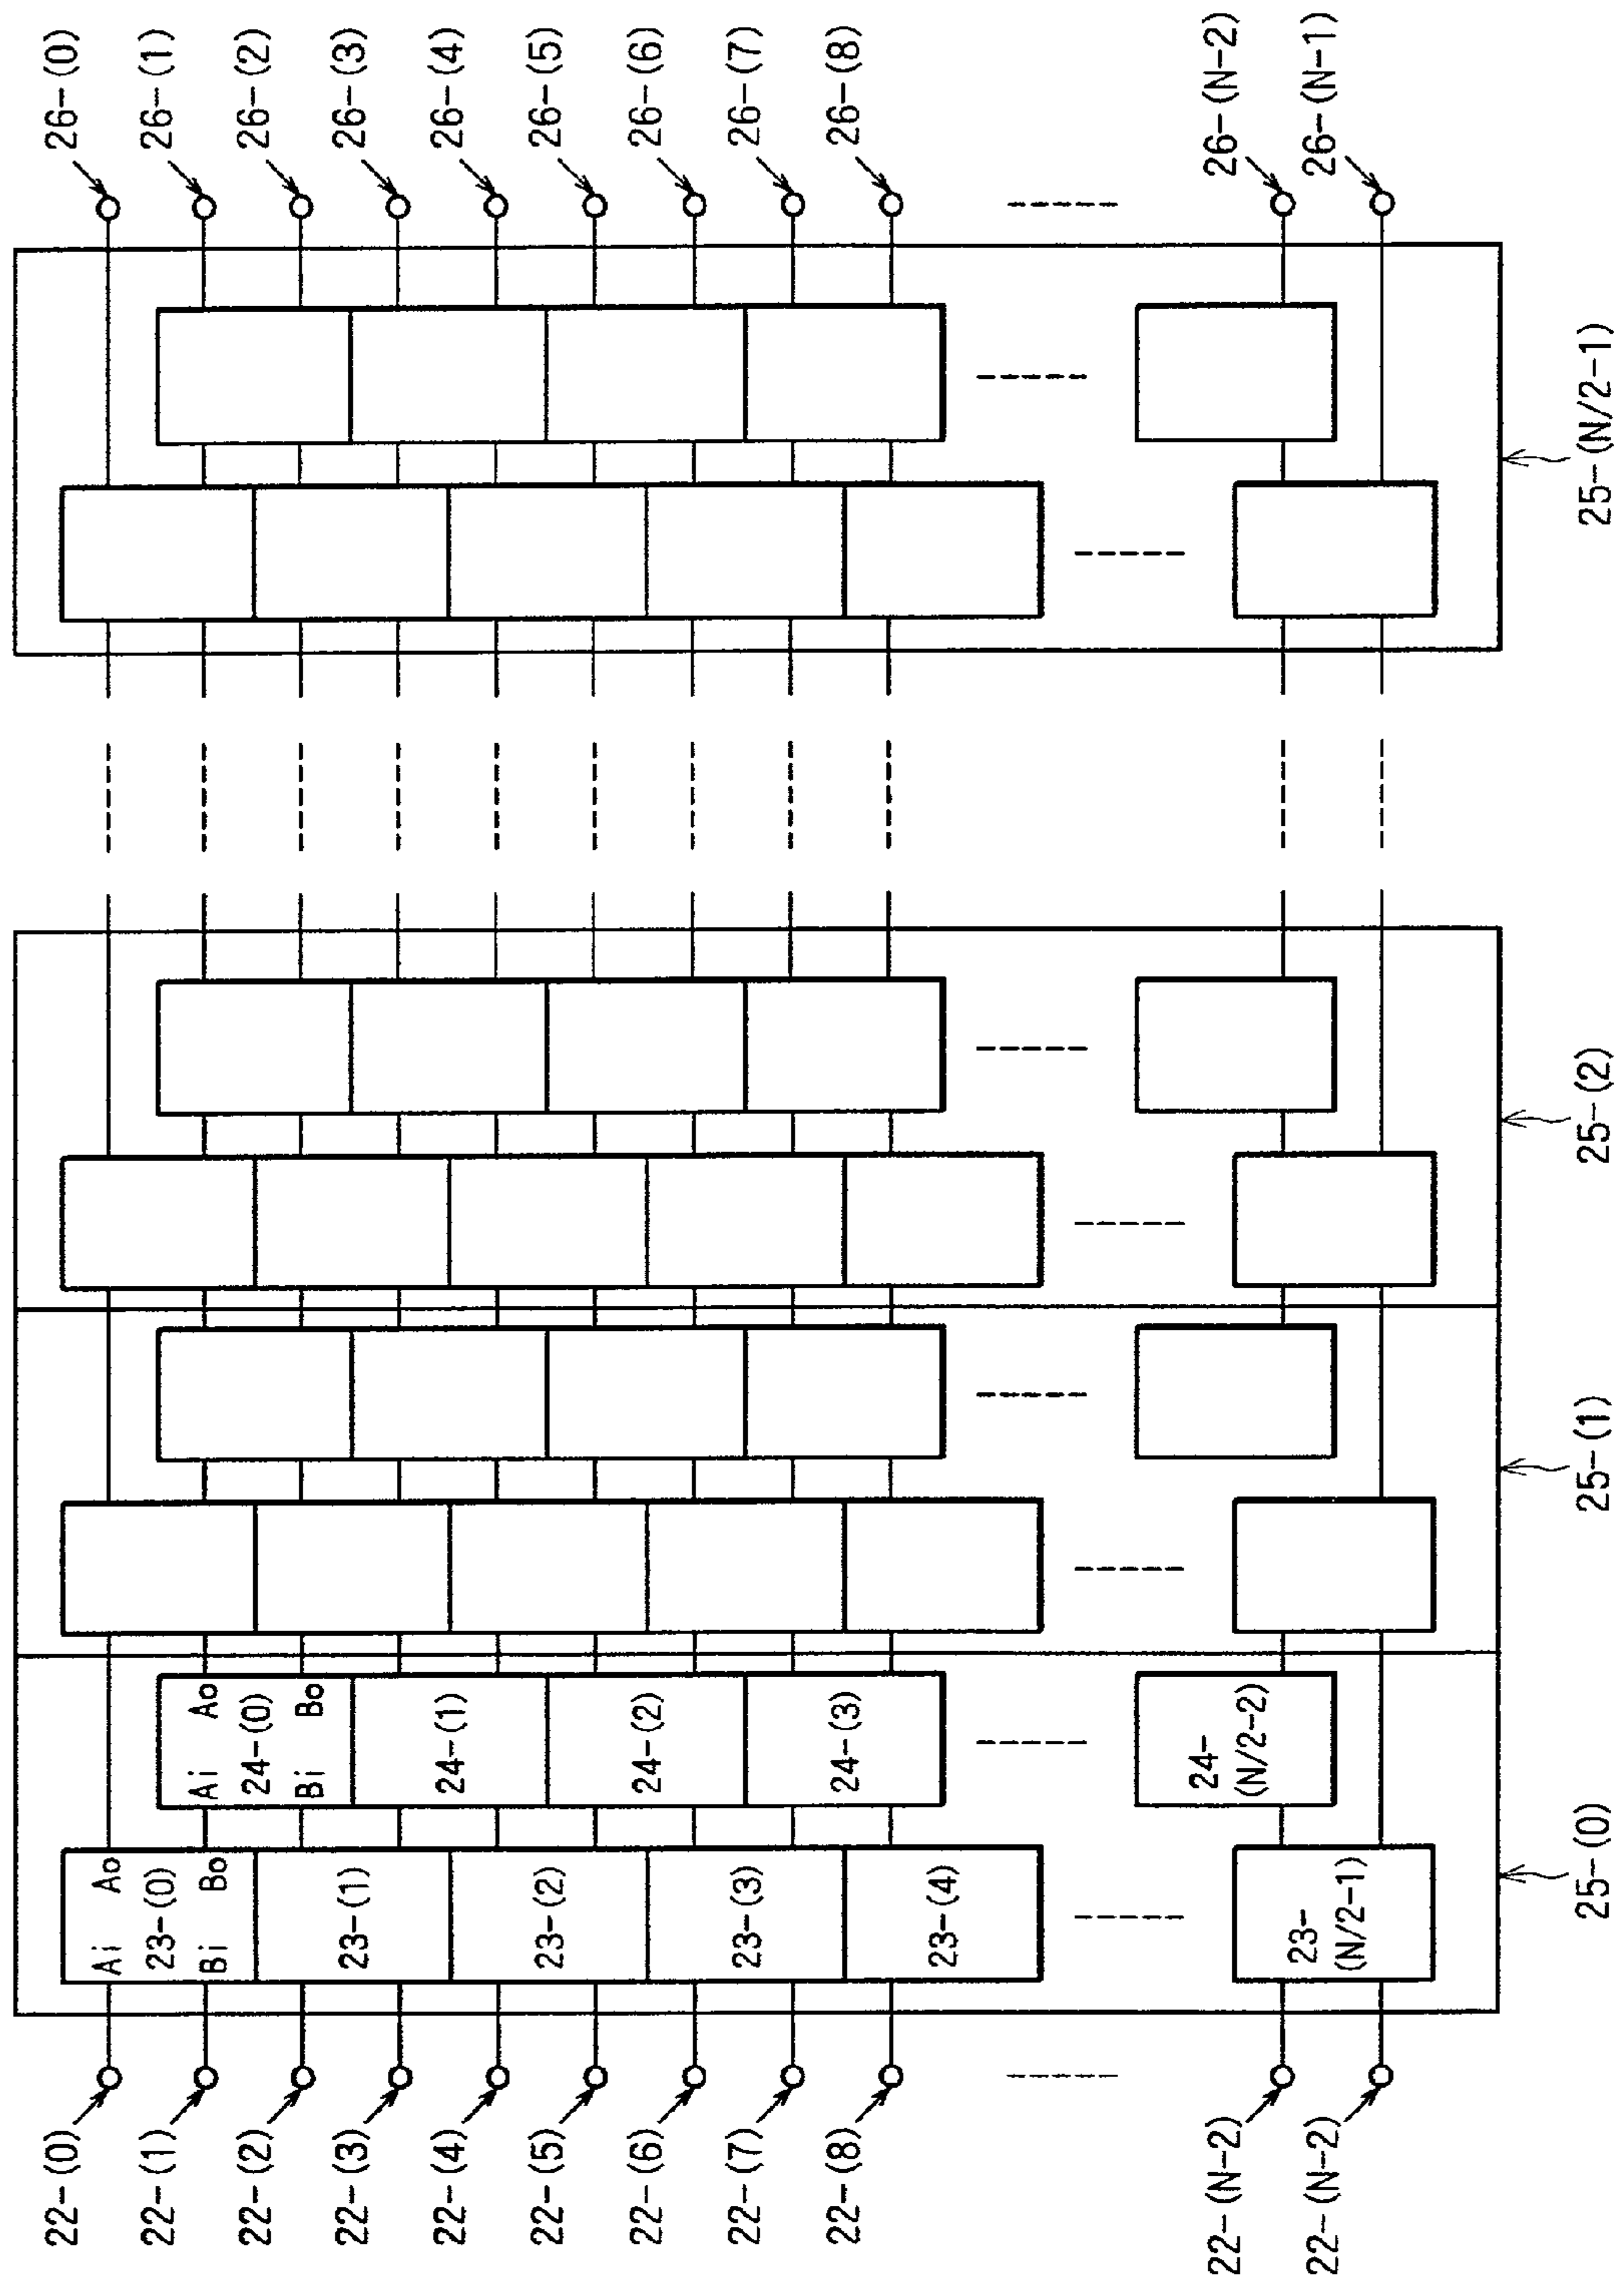 22-(0)
22-(1)
22-(2)
22-(3)
22-(4)
22-(5)
22-(6)
22-(7)
22-(8)
22-(N-2)
22-(N-2)
Ai Ao
23-(0)
Bi Bo
23-(1)
23-(2)
23-(3)
23-(4)
23-
(N/2-1)
Ai Ao
24-(0)
Bi Bo
24-(1)
24-(2)
24-(3)
24-
(N/2-2)
26-(0)
26-(1)
26-(2)
26-(3)
26-(4)
26-(5)
26-(6)
26-(7)
26-(8)
26-(N-2)
26-(N-1)
25-(0)
25-(1)
25-(2)
25-(N/2-1)